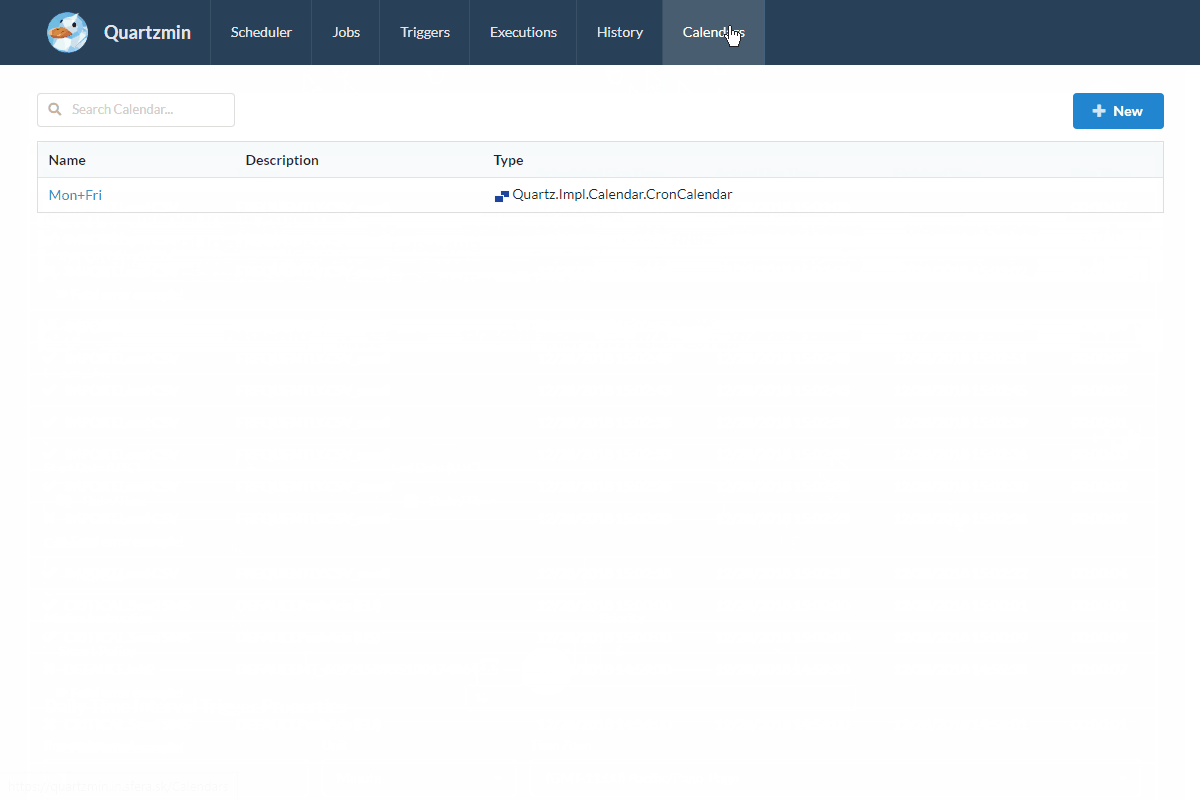 Quartzmin Scheduler Jobs Triggers Executions History Calendars
Search Calendar... New
Name Description Type
Mon+Fri Quartz.Impl.Calendar.CronCalendar